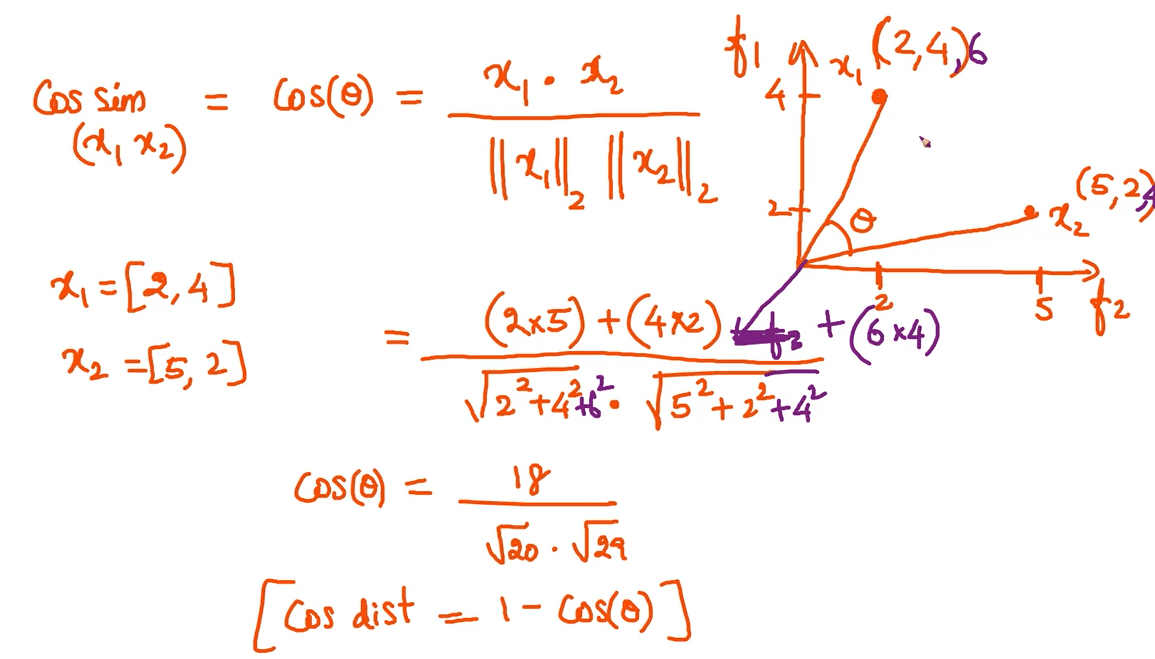 Cos sim (x₁ x₂) = Cos(θ) = x₁ · x₂ / ||x₁||₂ ||x₂||₂
f₁
x₁ (2,4),6
4
2
θ
x₂ (5,2,4
2
5
f₂
x₁ = [2,4]
x₂ = [5,2]
= (2×5) + (4×2) + (6×4) / √2²+4²+6² · √5²+2²+4²
Cos(θ) = 18 / √20 · √29
[Cos dist = 1 - Cos(θ)]